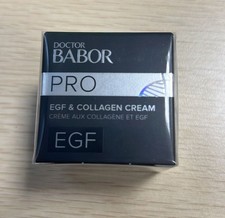 DOCTOR
BABOR
PRO
EGF & COLLAGEN CREAM
CRÈME AUX COLLAGÈNE ET EGF
EGF